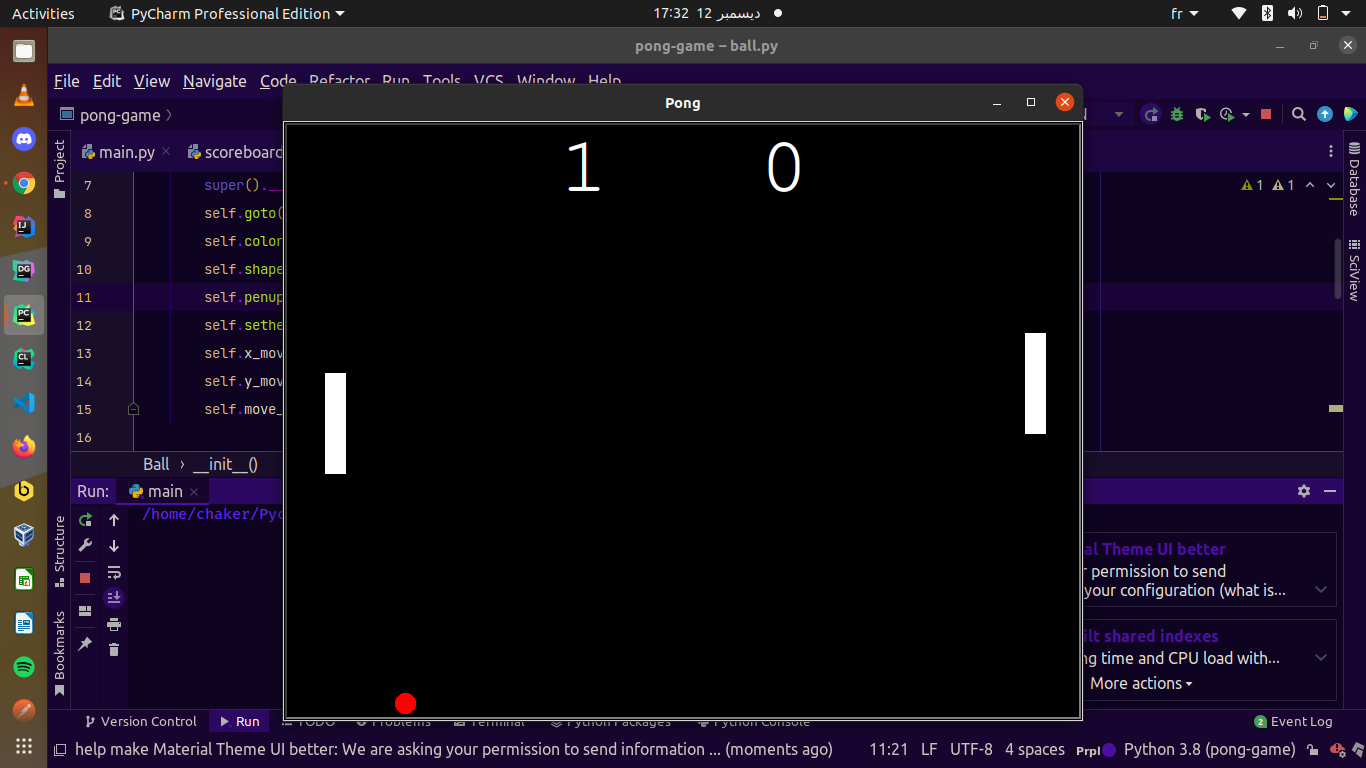 Activities
PyCharm Professional Edition
17:32 12 ديسمبر
fr
pong-game – ball.py
File Edit View Navigate Code Refactor Run Tools VCS Window Help
pong-game
Pong
Project
main.py
scoreboard
1 0
7 super().
8 self.goto(
9 self.color
10 self.shape
11 self.penup
12 self.sethe
13 self.x_mov
14 self.y_mov
15 self.move_
16
1 1
Database
SciView
Ball › __init__()
Run: main
/home/chaker/Pyc
Structure
Bookmarks
al Theme UI better
permission to send
your configuration (what is...
ilt shared indexes
ng time and CPU load with...
More actions
Version Control Run TODO Problems Terminal Python Packages Python Console 2 Event Log
help make Material Theme UI better: We are asking your permission to send information ... (moments ago) 11:21 LF UTF-8 4 spaces Prpl Python 3.8 (pong-game)